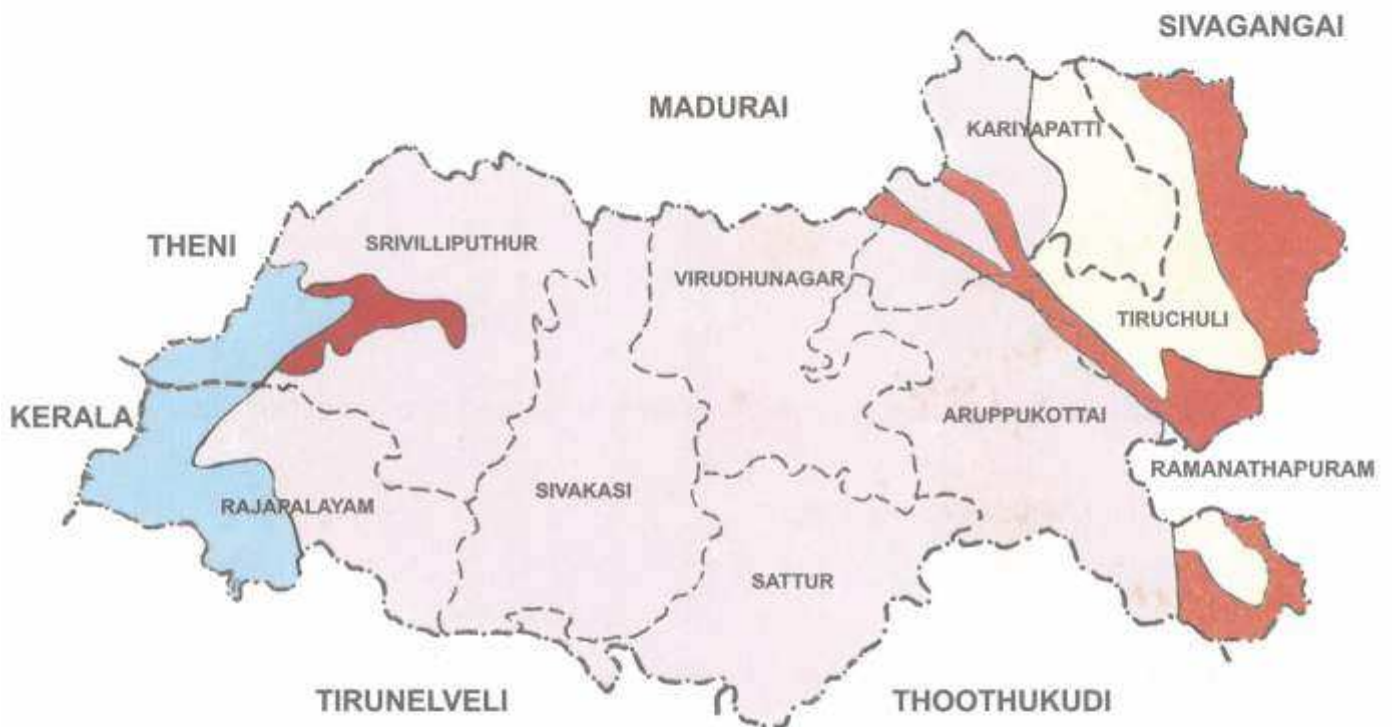 SIVAGANGAI
MADURAI
KARIYAPATTI
THENI
SRIVILLIPUTHUR
VIRUDHUNAGAR
TIRUCHULI
KERALA
ARUPPUKOTTAI
RAMANATHAPURAM
SIVAKASI
RAJAPALAYAM
SATTUR
TIRUNELVELI
THOOTHUKUDI